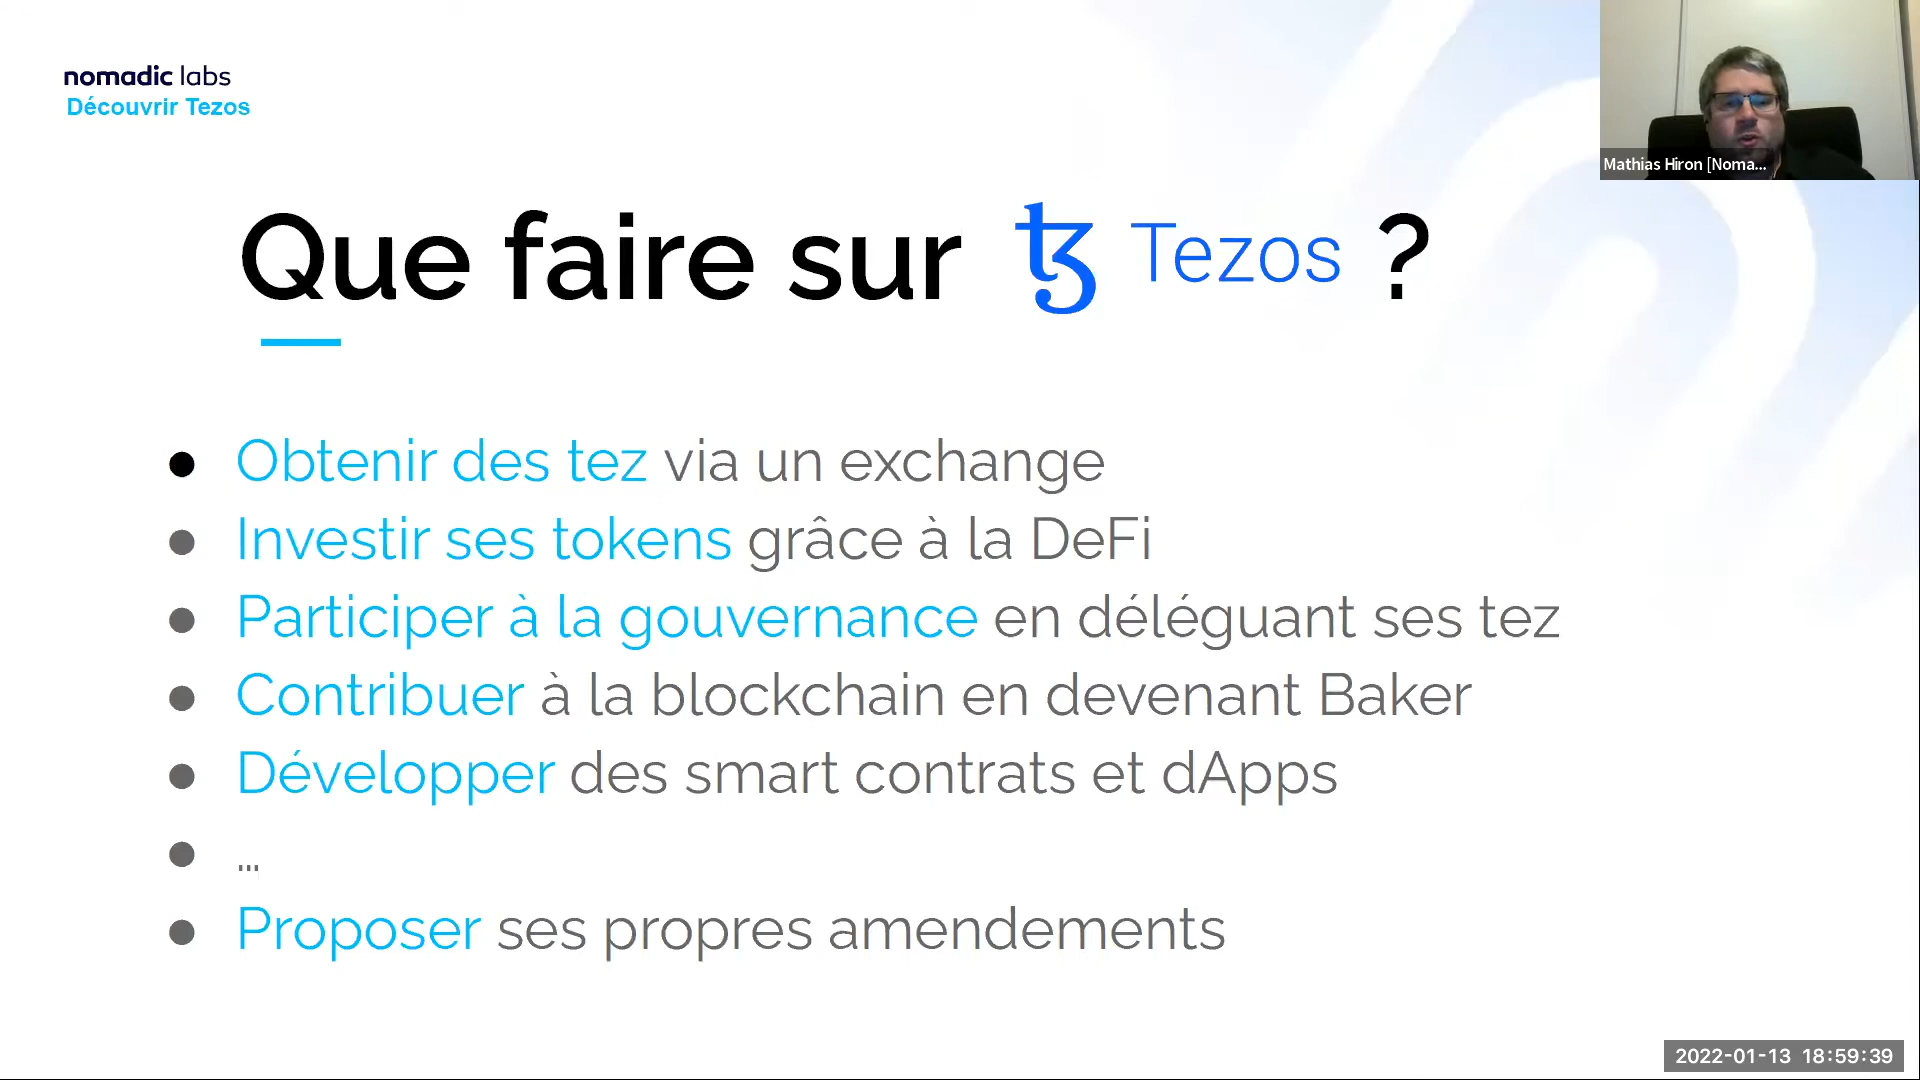 nomadic labs
Découvrir Tezos
Mathias Hiron [Noma...
Que faire sur Tezos ?
Obtenir des tez via un exchange
Investir ses tokens grâce à la DeFi
Participer à la gouvernance en déléguant ses tez
Contribuer à la blockchain en devenant Baker
Développer des smart contrats et dApps
...
Proposer ses propres amendements
2022-01-13 18:59:39